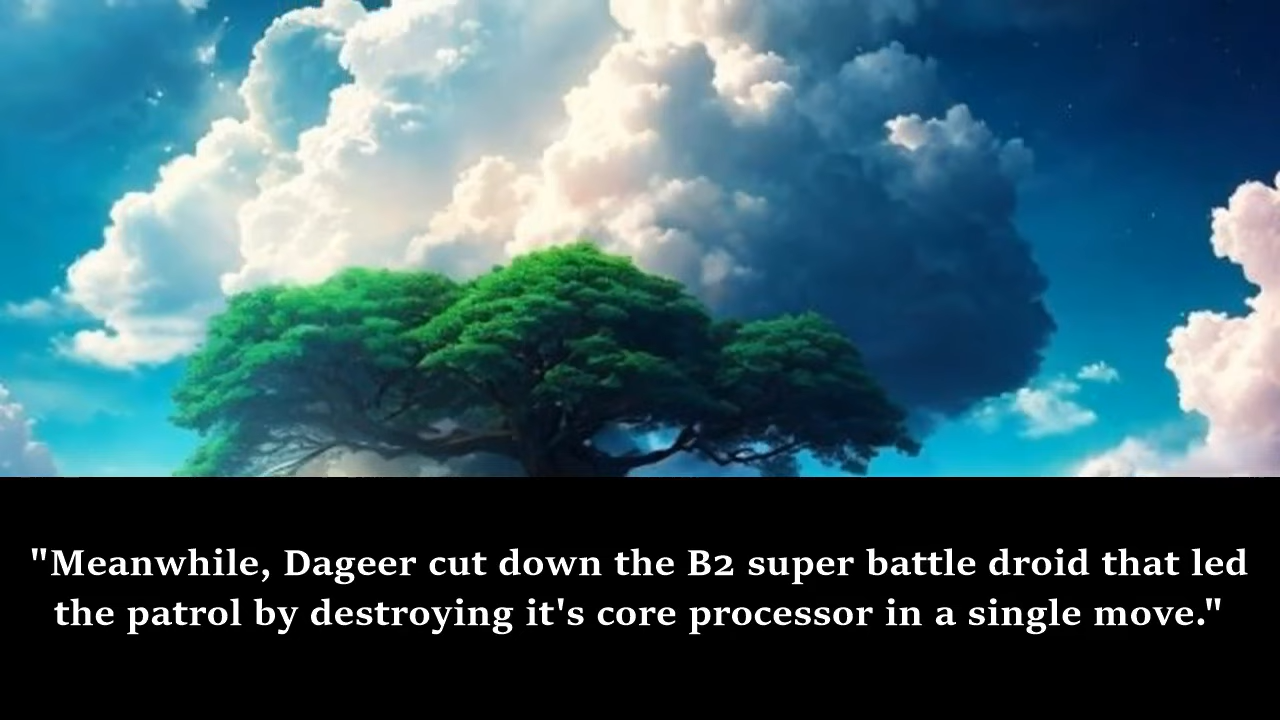 "Meanwhile, Dageer cut down the B2 super battle droid that led
the patrol by destroying it's core processor in a single move."